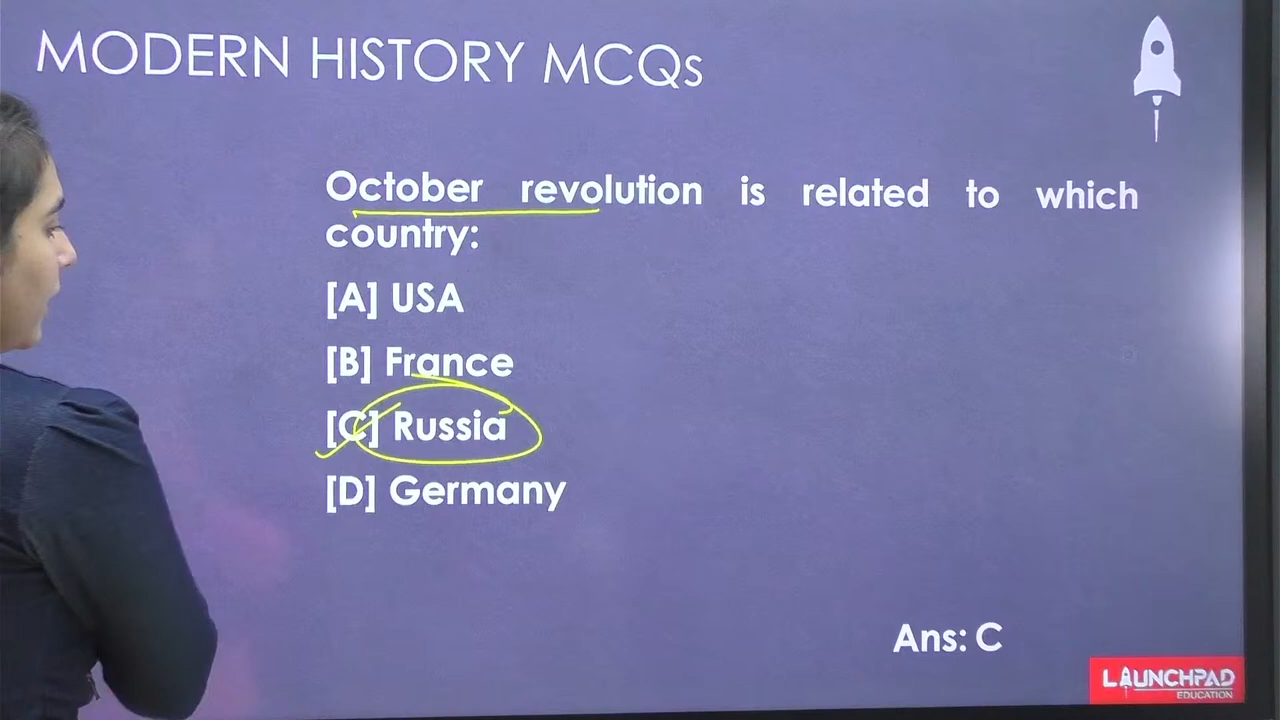 MODERN HISTORY MCQs
October revolution is related to which
country:
[A] USA
[B] France
[C] Russia
[D] Germany
Ans: C
LAUNCHPAD
EDUCATION